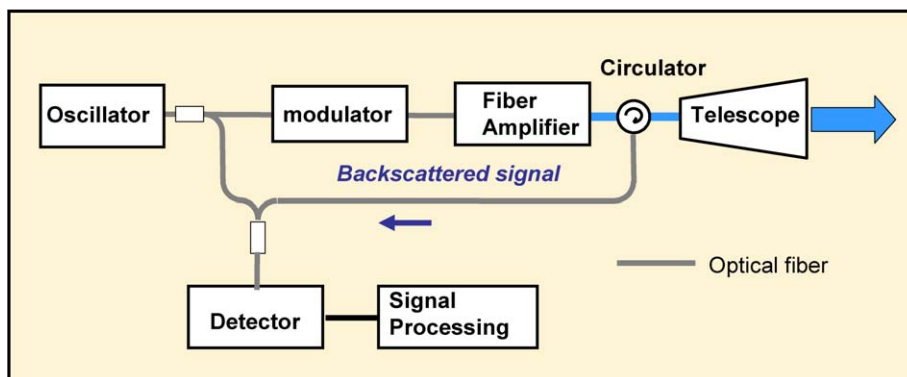 Circulator
Oscillator
modulator
Fiber
Amplifier
Telescope
Backscattered signal
Optical fiber
Detector
Signal
Processing